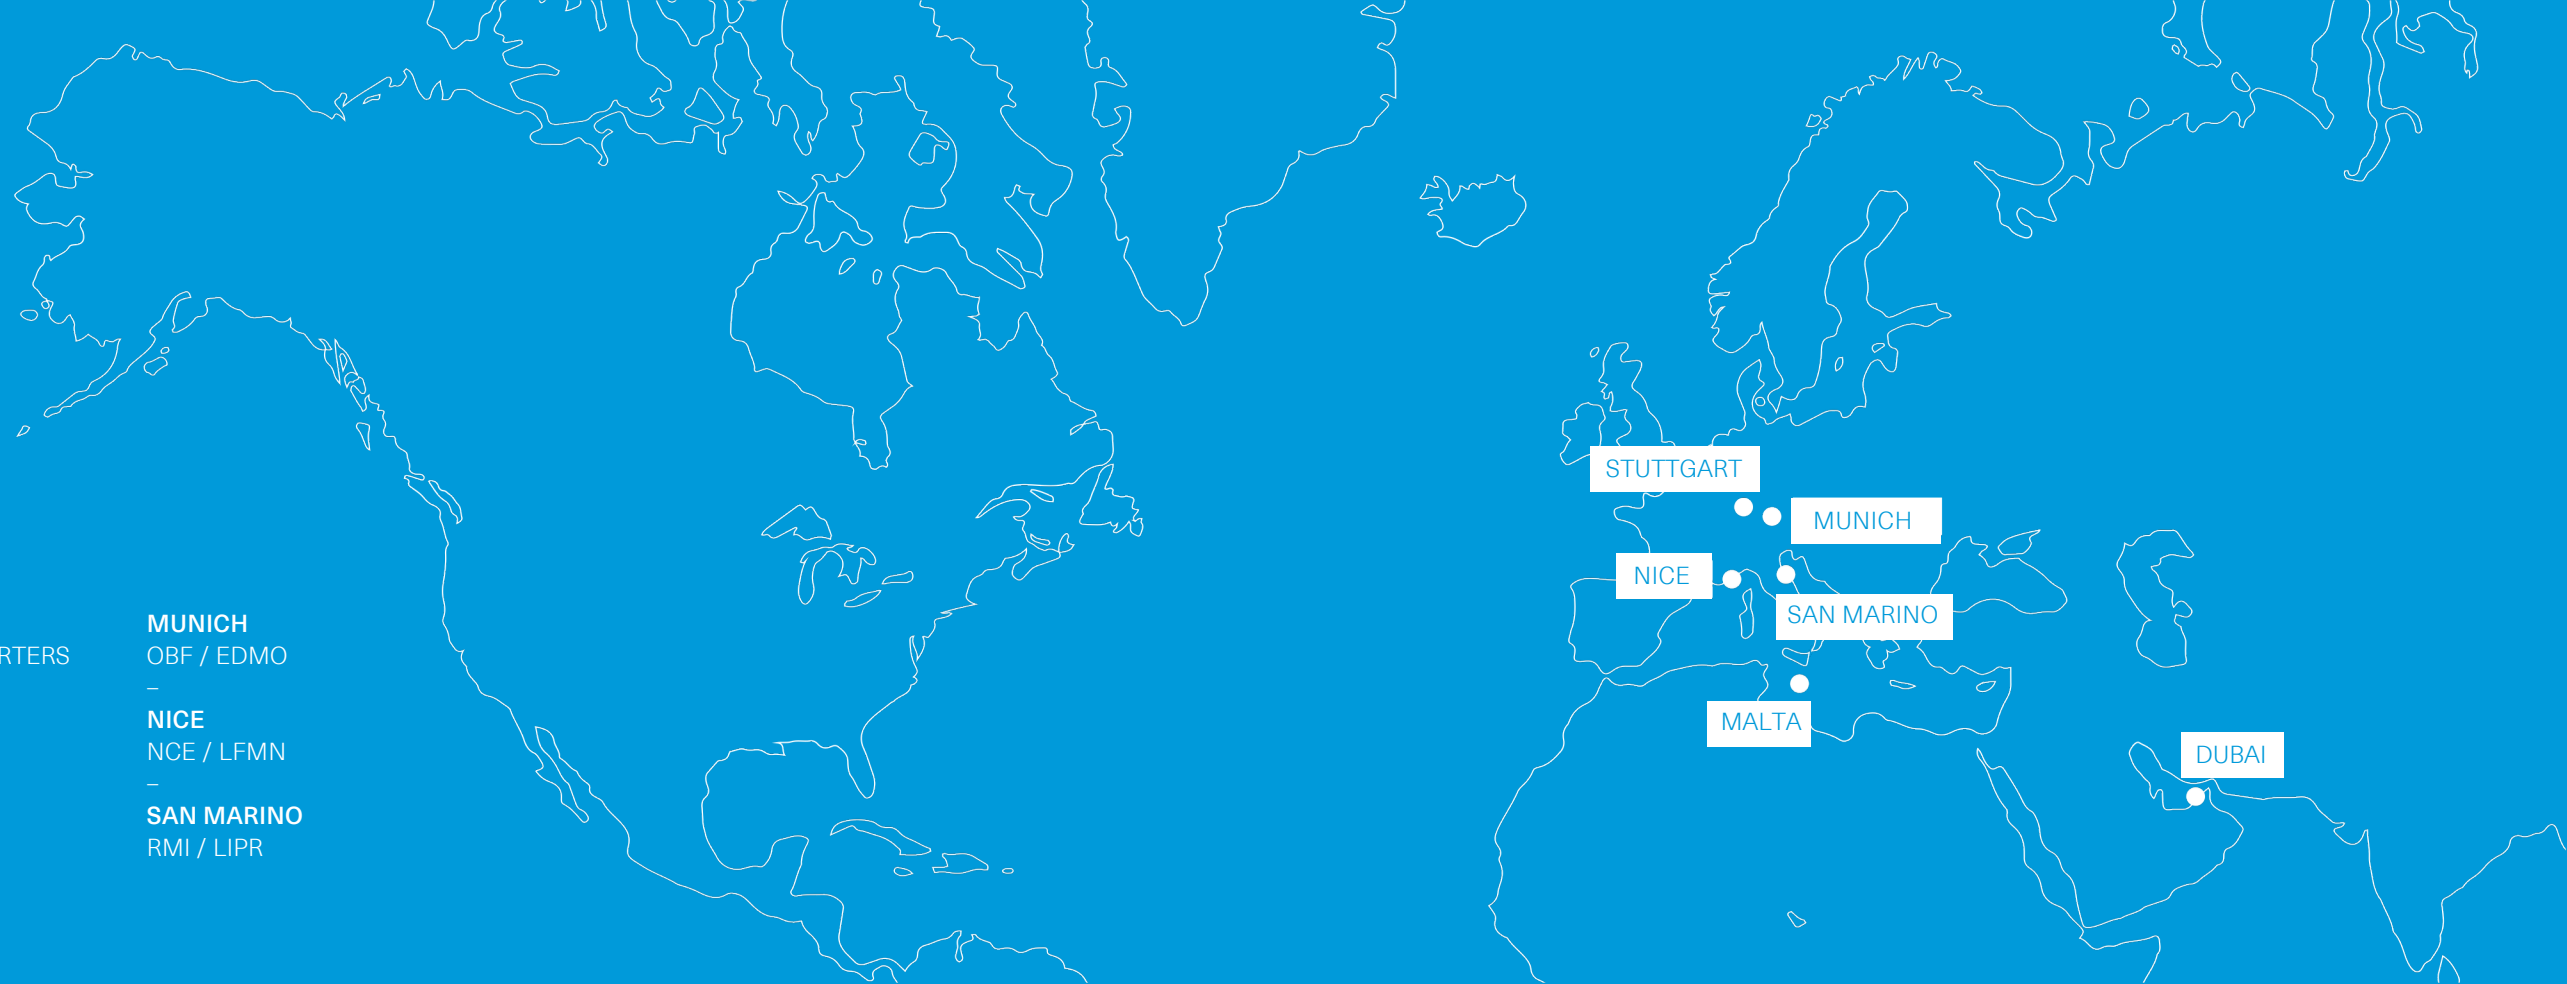 RTERS
MUNICH
OBF / EDMO
–
NICE
NCE / LFMN
–
SAN MARINO
RMI / LIPR
STUTTGART
MUNICH
NICE
SAN MARINO
MALTA
DUBAI